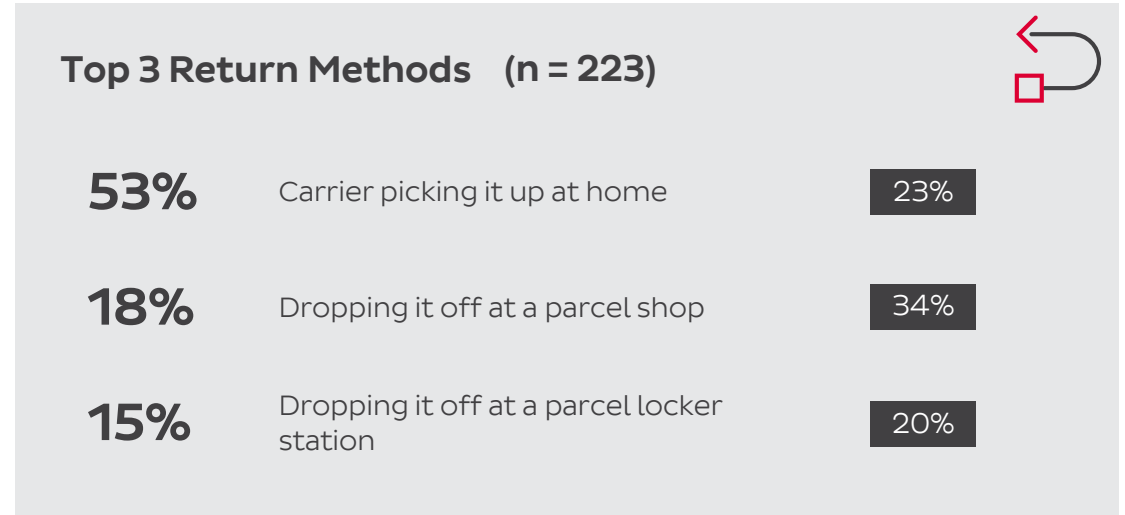 Top 3 Return Methods (n = 223)
53% Carrier picking it up at home 23%
18% Dropping it off at a parcel shop 34%
15% Dropping it off at a parcel locker
station 20%